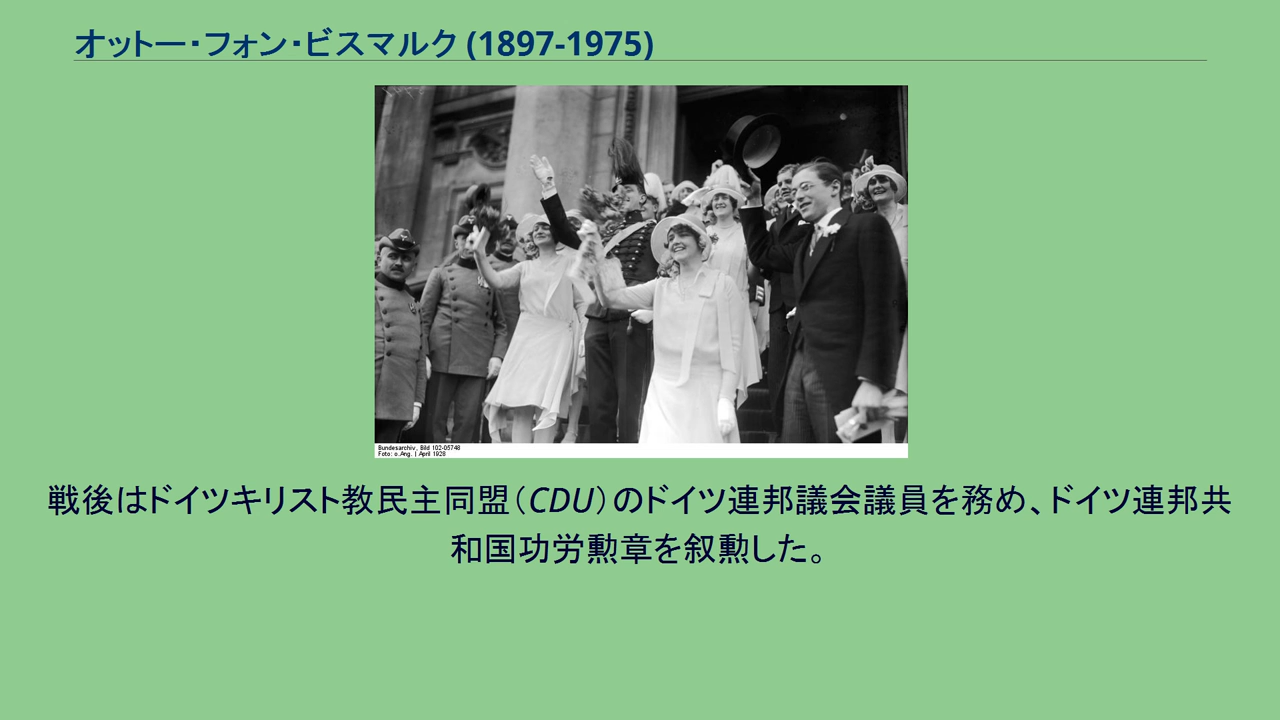 オットー・フォン・ビスマルク (1897-1975)
Bundesarchiv, Bild 102-05748
Foto: o.Ang. | April 1928
戦後はドイツキリスト教民主同盟（CDU）のドイツ連邦議会議員を務め、ドイツ連邦共
和国功労勲章を叙勲した。